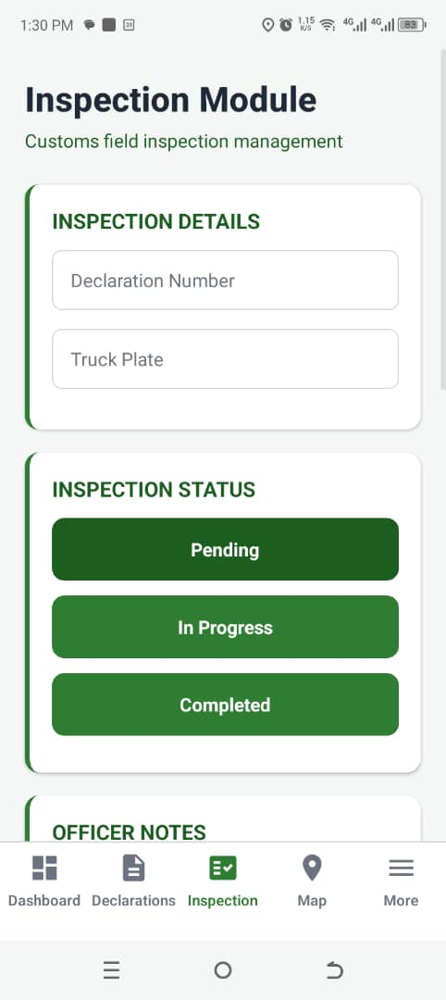 1:30 PM 31 1.15 K/S 4G 4G 83
Inspection Module
Customs field inspection management
INSPECTION DETAILS
Declaration Number
Truck Plate
INSPECTION STATUS
Pending
In Progress
Completed
OFFICER NOTES
Dashboard Declarations Inspection Map More